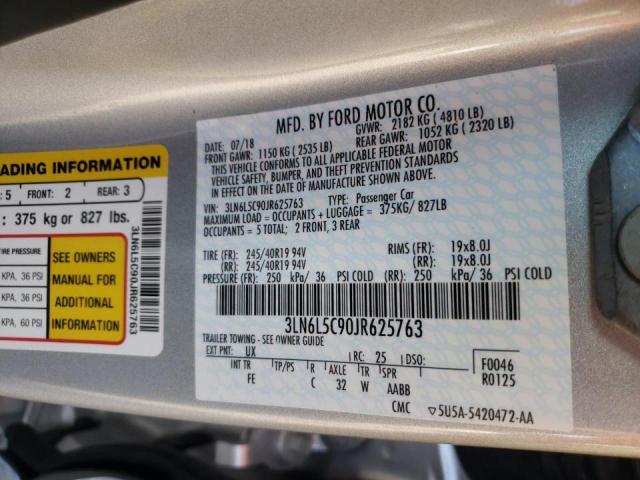 ADING INFORMATION
: 5 FRONT: 2 REAR: 3
: 375 kg or 827 lbs.
TIRE PRESSURE
KPA, 36 PSI
KPA, 36 PSI
KPA, 60 PSI
SEE OWNERS
MANUAL FOR
ADDITIONAL
INFORMATION
3LN6L5C90JR625763
MFD. BY FORD MOTOR CO.
DATE: 07/18 GVWR: 2182 KG ( 4810 LB)
FRONT GAWR: 1150 KG ( 2535 LB) REAR GAWR: 1052 KG ( 2320 LB)
THIS VEHICLE CONFORMS TO ALL APPLICABLE FEDERAL MOTOR
VEHICLE SAFETY, BUMPER, AND THEFT PREVENTION STANDARDS
IN EFFECT ON THE DATE OF MANUFACTURE SHOWN ABOVE.
VIN: 3LN6L5C90JR625763 TYPE: Passenger Car
MAXIMUM LOAD = OCCUPANTS + LUGGAGE = 375KG/ 827LB
OCCUPANTS = 5 TOTAL; 2 FRONT, 3 REAR
TIRE (FR): 245/40R19 94V RIMS (FR): 19x8.0J
(RR): 245/40R19 94V (RR): 19x8.0J
PRESSURE (FR): 250 kPa/ 36 PSI COLD (RR): 250 kPa/ 36 PSI COLD
3LN6L5C90JR625763
TRAILER TOWING - SEE OWNER GUIDE
EXT PNT: UX RC: 25 DSO:
INT TR TP/PS R AXLE TR SPR
FE C 32 W AABB
F0046
R0125
CMC ▽5U5A-5420472-AA